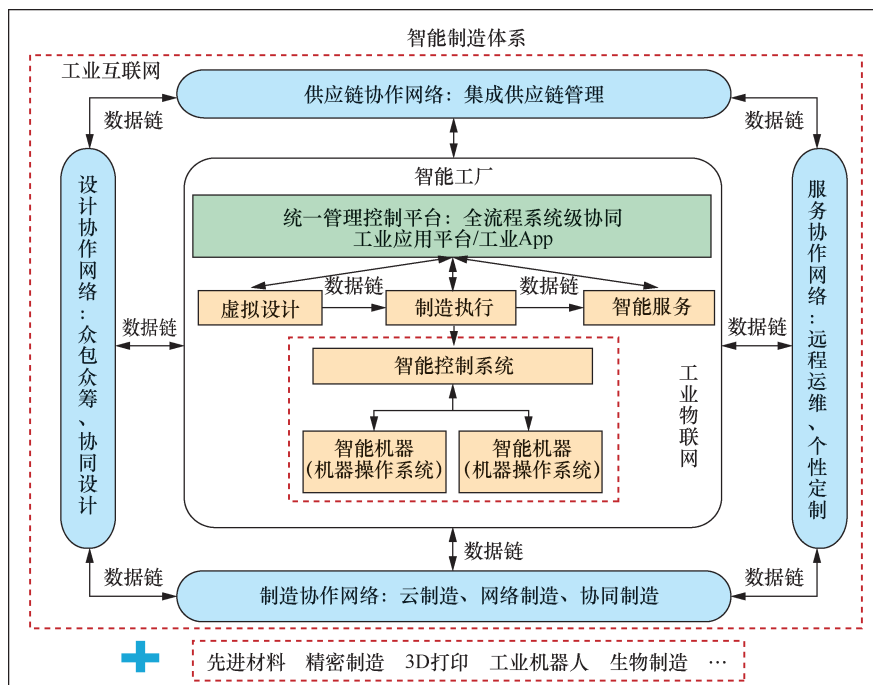 智能制造体系
工业互联网
供应链协作网络：集成供应链管理
数据链
数据链
智能工厂
设计协作网络：众包众筹、协同设计
服务协作网络：远程运维、个性定制
统一管理控制平台：全流程系统级协同
工业应用平台/工业App
数据链
数据链
虚拟设计
制造执行
智能服务
数据链
数据链
智能控制系统
工业物联网
智能机器
(机器操作系统)
智能机器
(机器操作系统)
数据链
数据链
数据链
制造协作网络：云制造、网络制造、协同制造
先进材料 精密制造 3D打印 工业机器人 生物制造 …